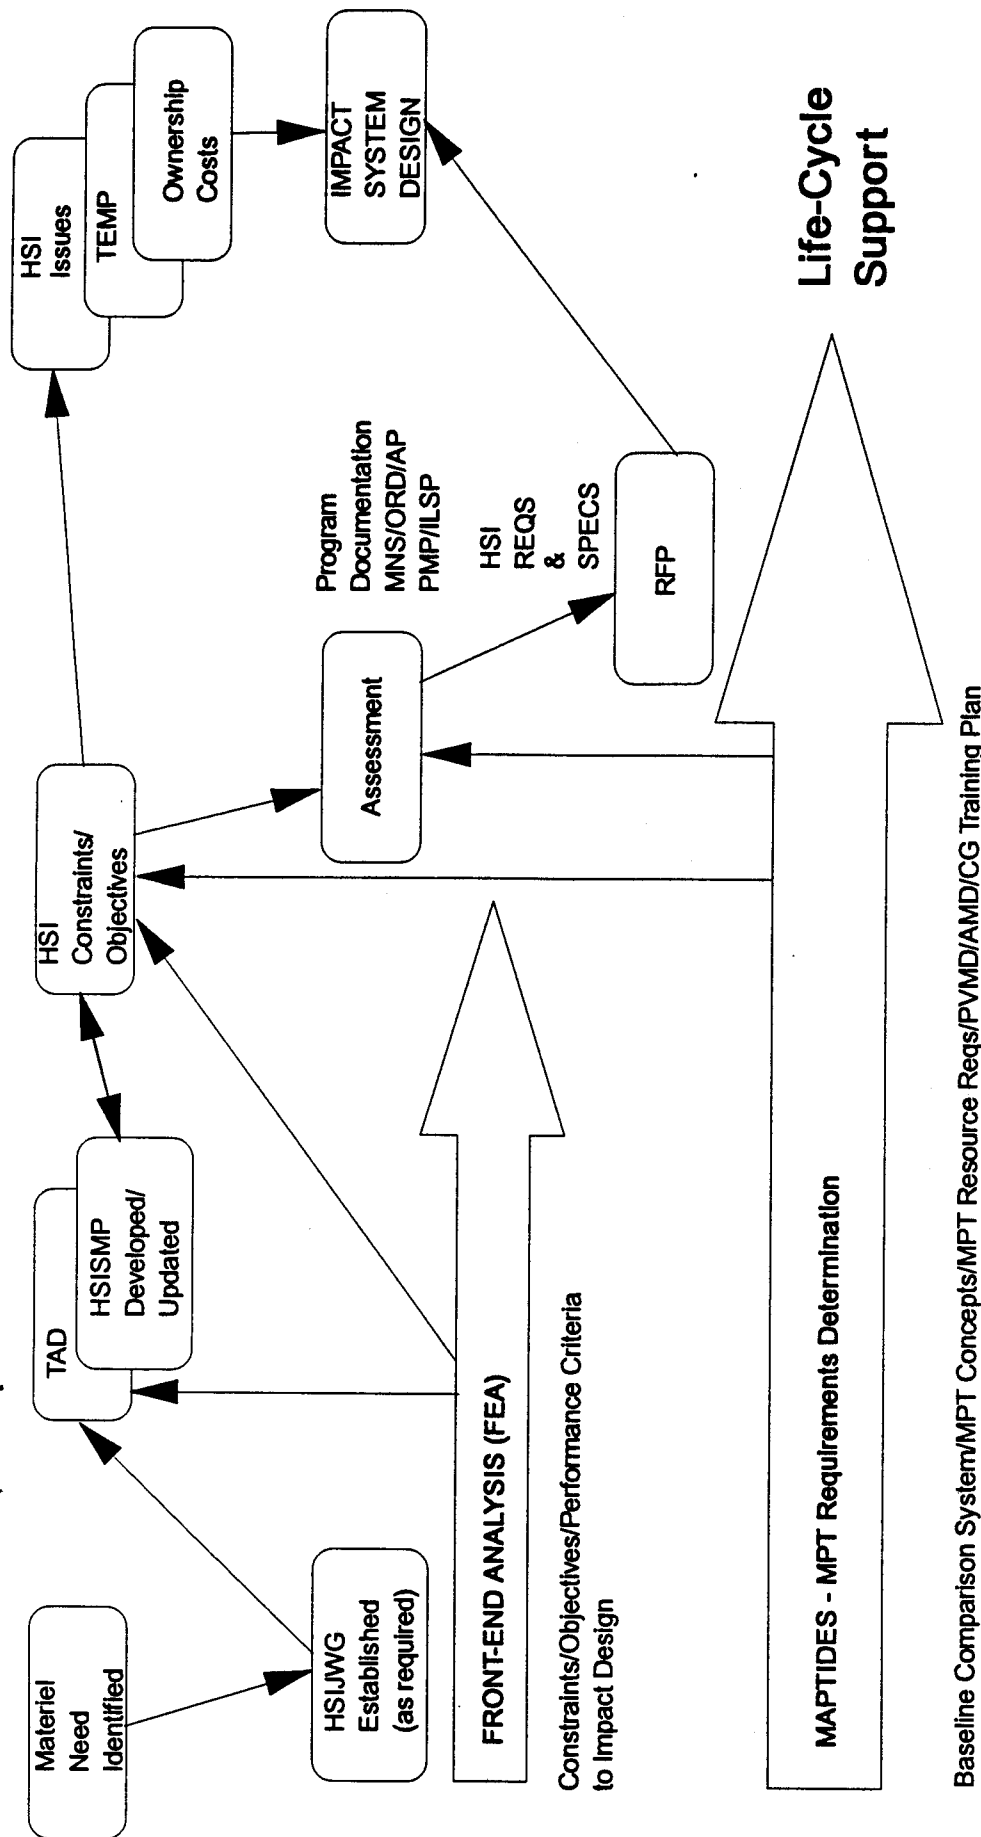 Materiel
Need
Identified
HSIJWG
Established
(as required)
TAD
HSISMP
Developed/
Updated
HSI
Constraints/
Objectives
HSI
Issues
TEMP
Ownership
Costs
IMPACT
SYSTEM
DESIGN
Assessment
Program
Documentation
MNS/ORD/AP
PMP/ILSP
HSI
REQS
&
SPECS
RFP
FRONT-END ANALYSIS (FEA)
Constraints/Objectives/Performance Criteria
to Impact Design
MAPTIDES - MPT Requirements Determination
Life-Cycle
Support
Baseline Comparison System/MPT Concepts/MPT Resource Reqs/PVMD/AMD/CG Training Plan